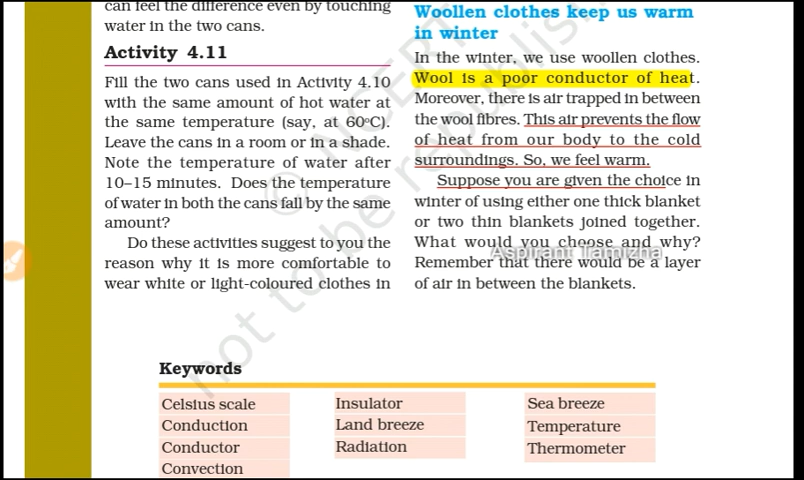 can feel the difference even by touching
water in the two cans.
Activity 4.11
Fill the two cans used in Activity 4.10
with the same amount of hot water at
the same temperature (say, at 60°C).
Leave the cans in a room or in a shade.
Note the temperature of water after
10–15 minutes. Does the temperature
of water in both the cans fall by the same
amount?
Do these activities suggest to you the
reason why it is more comfortable to
wear white or light-coloured clothes in
Woollen clothes keep us warm
in winter
In the winter, we use woollen clothes.
Wool is a poor conductor of heat.
Moreover, there is air trapped in between
the wool fibres. This air prevents the flow
of heat from our body to the cold
surroundings. So, we feel warm.
Suppose you are given the choice in
winter of using either one thick blanket
or two thin blankets joined together.
What would you choose and why?
Remember that there would be a layer
of air in between the blankets.
Aspirant Tamizha
© NCERT
not to be republish
Keywords
Celsius scale
Conduction
Conductor
Convection
Insulator
Land breeze
Radiation
Sea breeze
Temperature
Thermometer